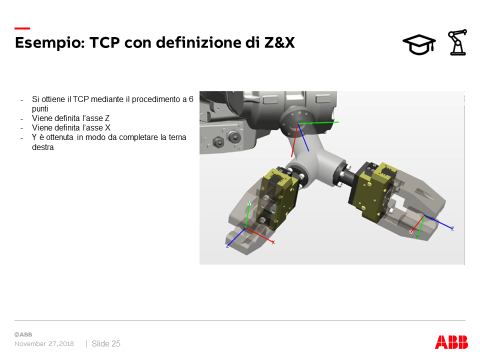 Esempio: TCP con definizione di Z&X
- Si ottiene il TCP mediante il procedimento a 6
punti
- Viene definita l'asse Z
- Viene definita l'asse X
- Y è ottenuta in modo da completare la terna
destra
©ABB
November 27, 2018 | Slide 25
ABB